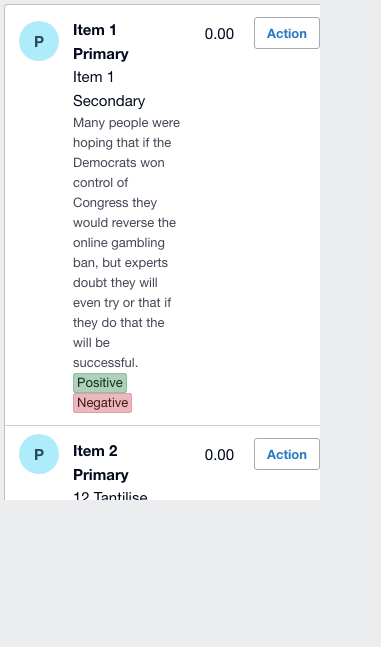 P
Item 1
Primary
0.00
Action
Item 1
Secondary
Many people were
hoping that if the
Democrats won
control of
Congress they
would reverse the
online gambling
ban, but experts
doubt they will
even try or that if
they do that the
will be
successful.
Positive
Negative
P
Item 2
Primary
0.00
Action
12 Tantilise